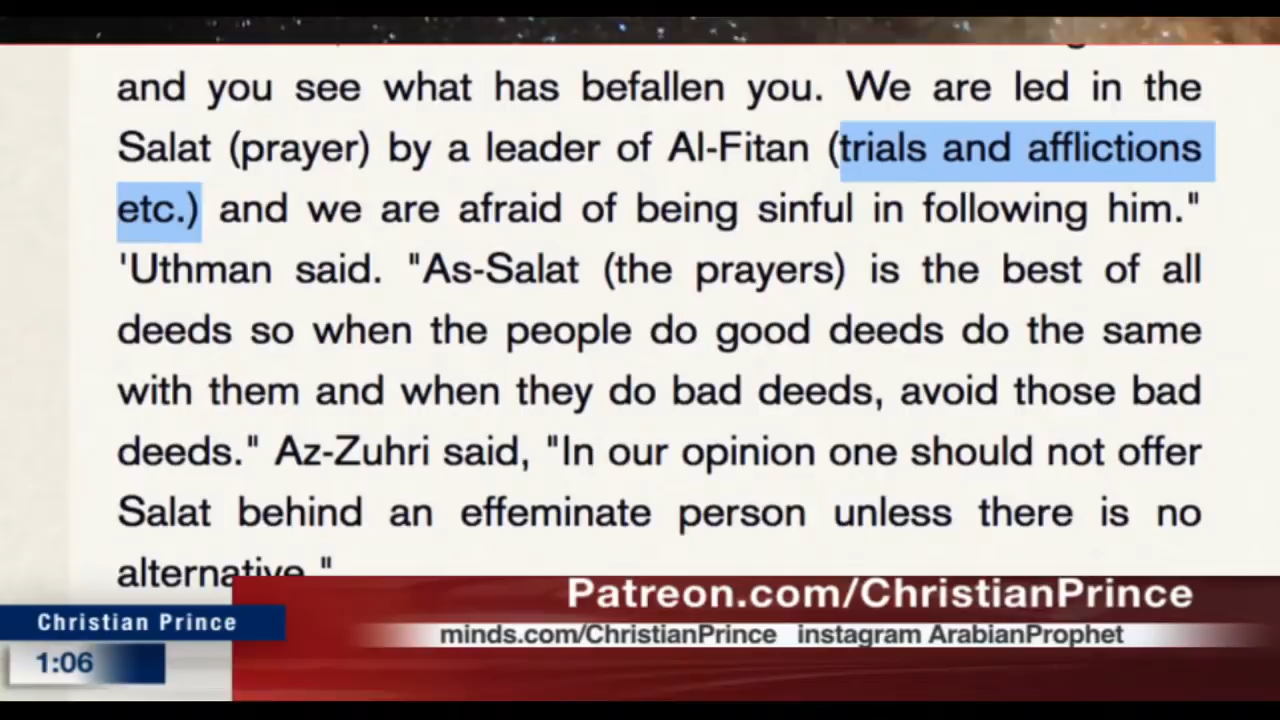 and you see what has befallen you. We are led in the
Salat (prayer) by a leader of Al-Fitan (trials and afflictions
etc.) and we are afraid of being sinful in following him."
'Uthman said. "As-Salat (the prayers) is the best of all
deeds so when the people do good deeds do the same
with them and when they do bad deeds, avoid those bad
deeds." Az-Zuhri said, "In our opinion one should not offer
Salat behind an effeminate person unless there is no
alternative."
Patreon.com/ChristianPrince
Christian Prince
minds.com/ChristianPrince instagram ArabianProphet
1:06